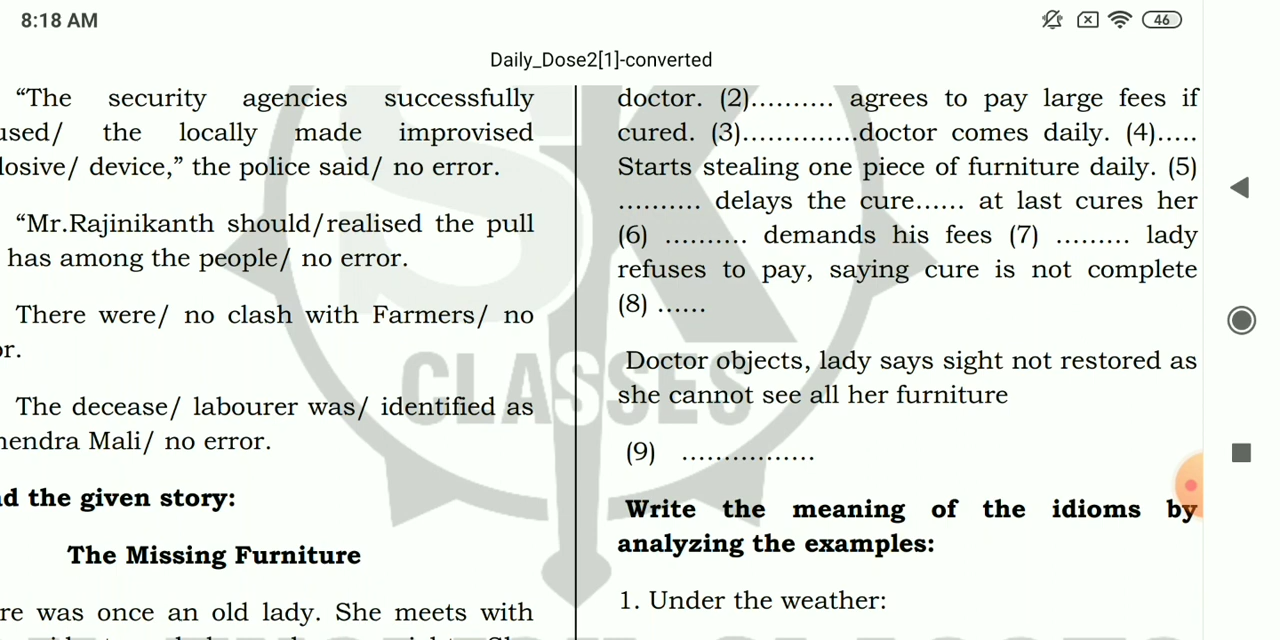 8:18 AM
46
Daily_Dose2[1]-converted
“The security agencies successfully
used/ the locally made improvised
losive/ device,” the police said/ no error.
“Mr.Rajinikanth should/realised the pull
has among the people/ no error.
There were/ no clash with Farmers/ no
or.
The decease/ labourer was/ identified as
hendra Mali/ no error.
d the given story:
The Missing Furniture
re was once an old lady. She meets with
doctor. (2).......... agrees to pay large fees if
cured. (3)..............doctor comes daily. (4).....
Starts stealing one piece of furniture daily. (5)
.......... delays the cure...... at last cures her
(6) .......... demands his fees (7) ......... lady
refuses to pay, saying cure is not complete
(8) ......
Doctor objects, lady says sight not restored as
she cannot see all her furniture
(9) ................
Write the meaning of the idioms by
analyzing the examples:
1. Under the weather:
SK
CLASSES